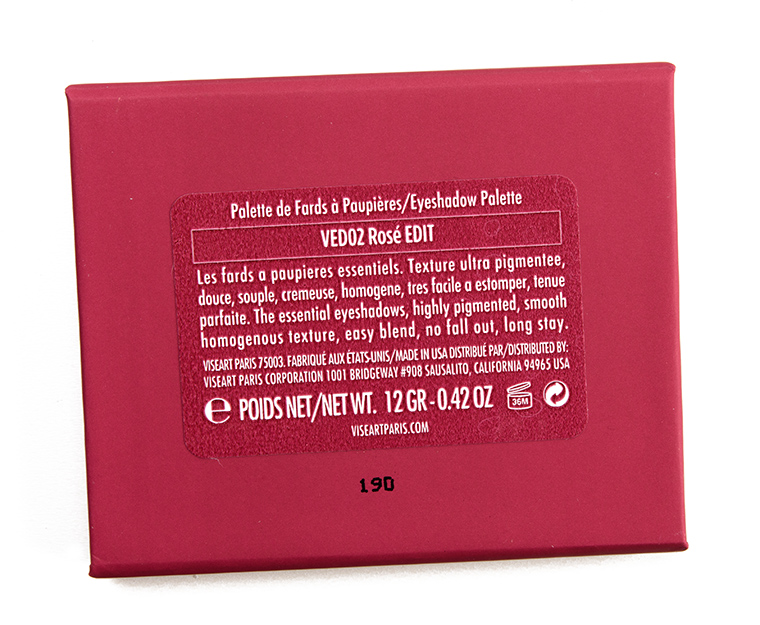 Palette de Fards à Paupières/Eyeshadow Palette
VED02 Rosé EDIT
Les fards a paupieres essentiels. Texture ultra pigmentee,
douce, souple, cremeuse, homogene, tres facile a estomper, tenue
parfaite. The essential eyeshadows, highly pigmented, smooth
homogenous texture, easy blend, no fall out, long stay.
VISEART PARIS 75003. FABRIQUÉ AUX ÉTATS-UNIS/MADE IN USA DISTRIBUÉ PAR/DISTRIBUTED BY:
VISEART PARIS CORPORATION 1001 BRIDGEWAY #908 SAUSALITO, CALIFORNIA 94965 USA
℮ POIDS NET/NET WT. 12 GR - 0.42 OZ 36M
VISEARTPARIS.COM
190